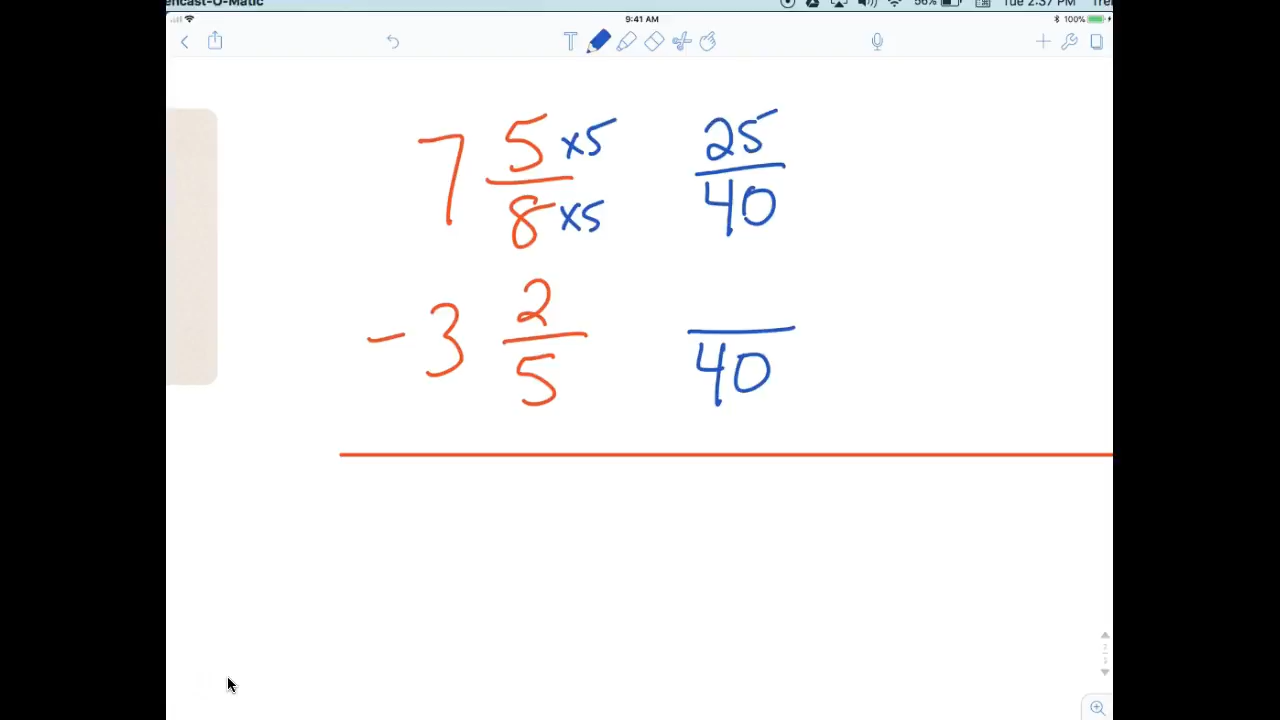 encast-O-Matic 56% Tue 2:37 PM
9:41 AM 100%
T
7 5/8 x5 x5 25/40
- 3 2/5 /40